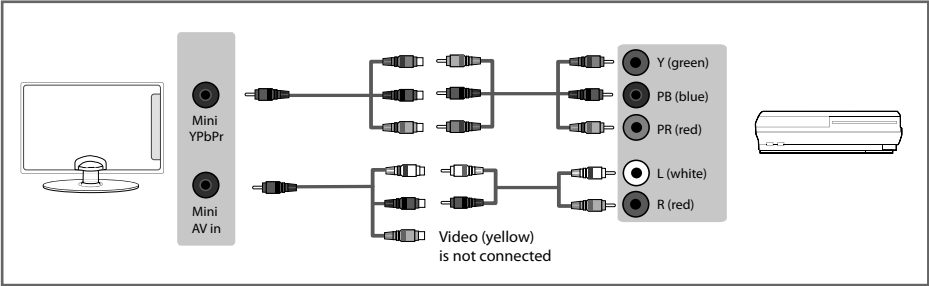 Mini
YPbPr
Mini
AV in
Y (green)
PB (blue)
PR (red)
L (white)
R (red)
Video (yellow)
is not connected